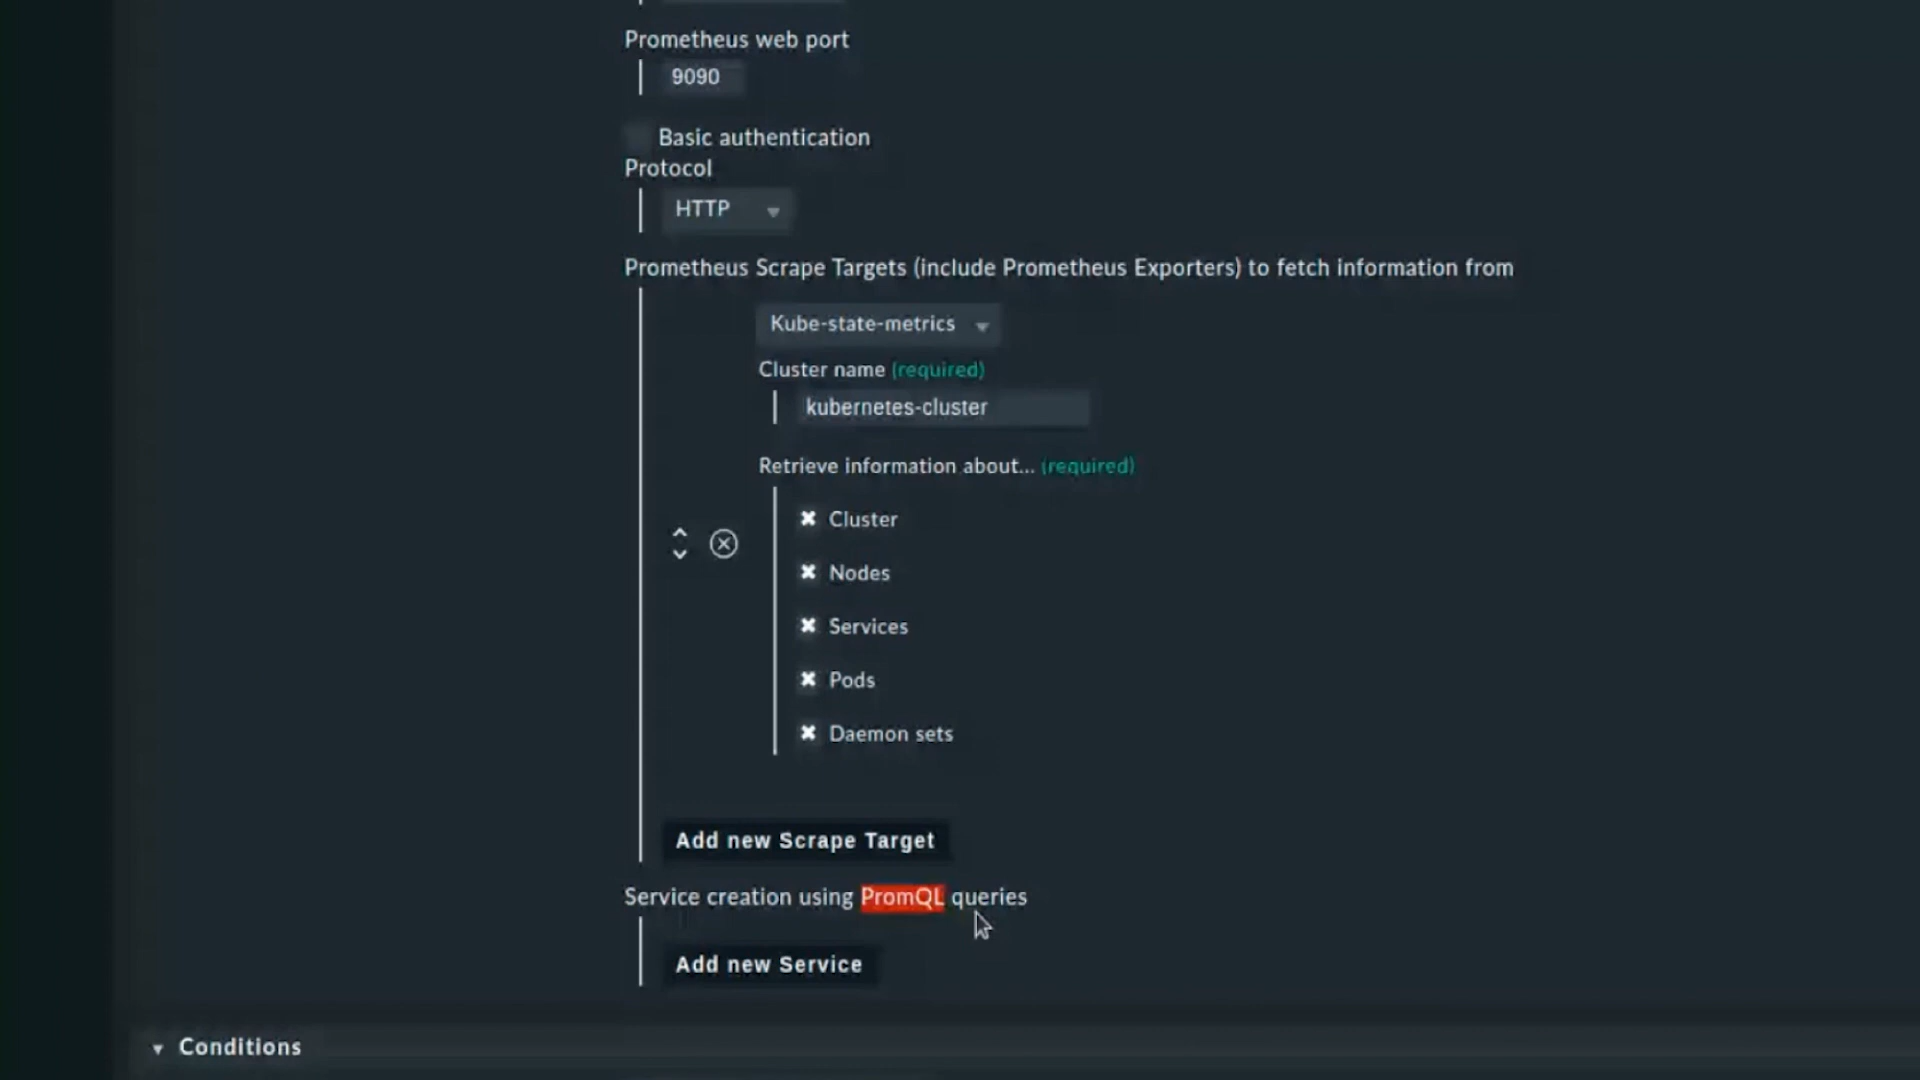 Prometheus web port
9090
Basic authentication
Protocol
HTTP
Prometheus Scrape Targets (include Prometheus Exporters) to fetch information from
Kube-state-metrics
Cluster name (required)
kubernetes-cluster
Retrieve information about... (required)
Cluster
Nodes
Services
Pods
Daemon sets
Add new Scrape Target
Service creation using PromQL queries
Add new Service
Conditions